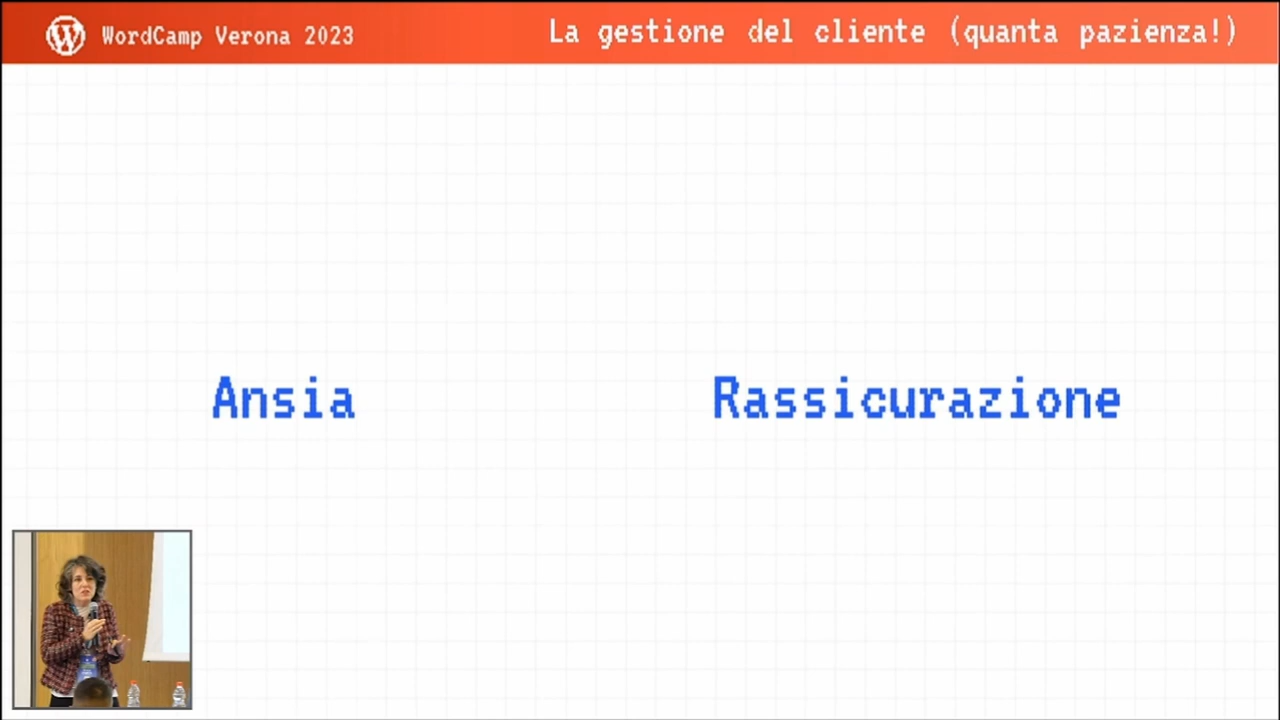 WordCamp Verona 2023
La gestione del cliente (quanta pazienza!)
Ansia
Rassicurazione